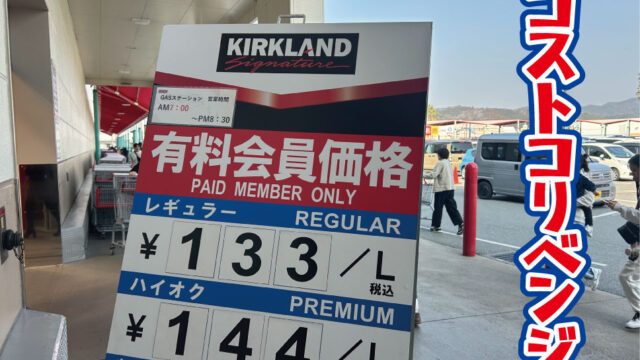 KIRKLAND
Signature
GASステーション 営業時間
AM7:00
～PM8:30
有料会員価格
PAID MEMBER ONLY
レギュラー REGULAR
¥133/L
税込
ハイオク PREMIUM
¥144/L
コストコリベンジ